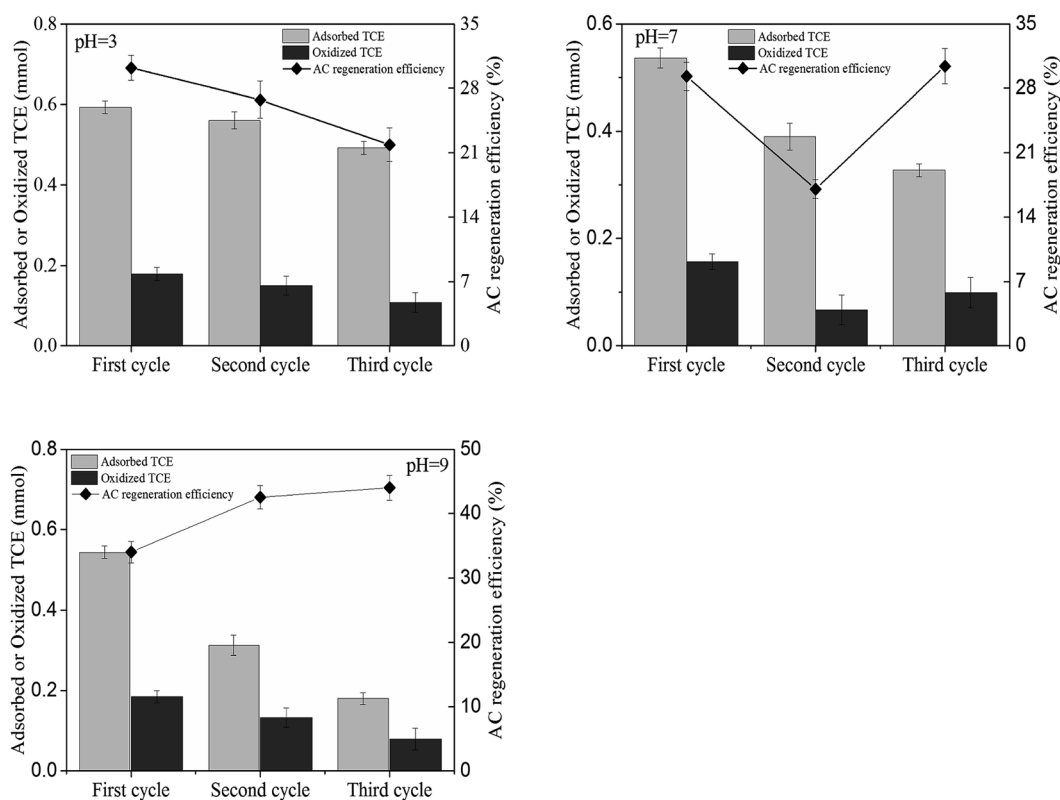 pH=3
Adsorbed TCE
Oxidized TCE
AC regeneration efficiency
Adsorbed or Oxidized TCE (mmol)
0.8
0.6
0.4
0.2
0.0
35
28
21
14
7
0
AC regeneration efficiency (%)
First cycle Second cycle Third cycle
pH=7
Adsorbed TCE
Oxidized TCE
AC regeneration efficiency
Adsorbed or Oxidized TCE (mmol)
0.6
0.4
0.2
0.0
35
28
21
14
7
0
AC regeneration efficiency (%)
First cycle Second cycle Third cycle
pH=9
Adsorbed TCE
Oxidized TCE
AC regeneration efficiency
Adsorbed or Oxidized TCE (mmol)
0.8
0.6
0.4
0.2
0.0
50
40
30
20
10
0
AC regeneration efficiency (%)
First cycle Second cycle Third cycle